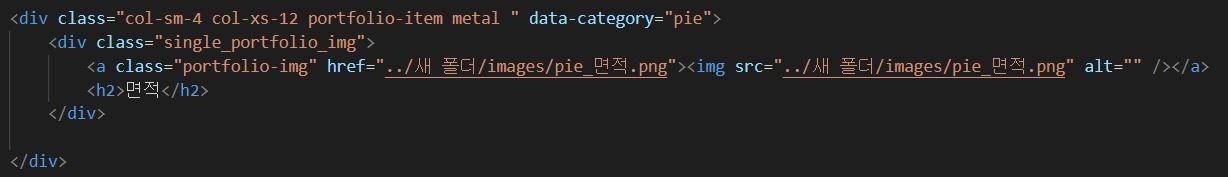 <div class="col-sm-4 col-xs-12 portfolio-item metal " data-category="pie">
<div class="single_portfolio_img">
<a class="portfolio-img" href="../새 폴더/images/pie_면적.png"><img src="../새 폴더/images/pie_면적.png" alt="" /></a>
<h2>면적</h2>
</div>
</div>